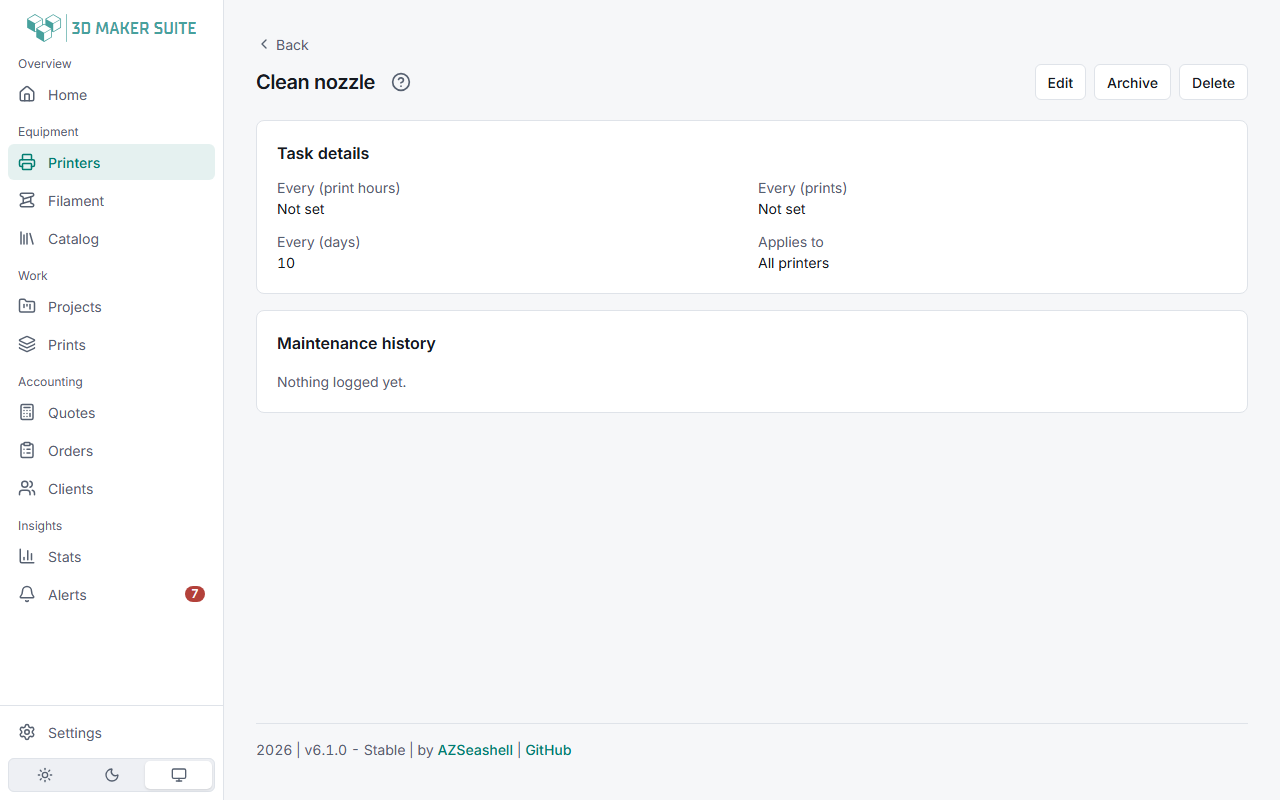 3D MAKER SUITE
Overview
Home
Equipment
Printers
Filament
Catalog
Work
Projects
Prints
Accounting
Quotes
Orders
Clients
Insights
Stats
Alerts 7
Settings
Back
Clean nozzle
Edit
Archive
Delete
Task details
Every (print hours)
Not set
Every (prints)
Not set
Every (days)
10
Applies to
All printers
Maintenance history
Nothing logged yet.
2026 | v6.1.0 - Stable | by AZSeashell | GitHub